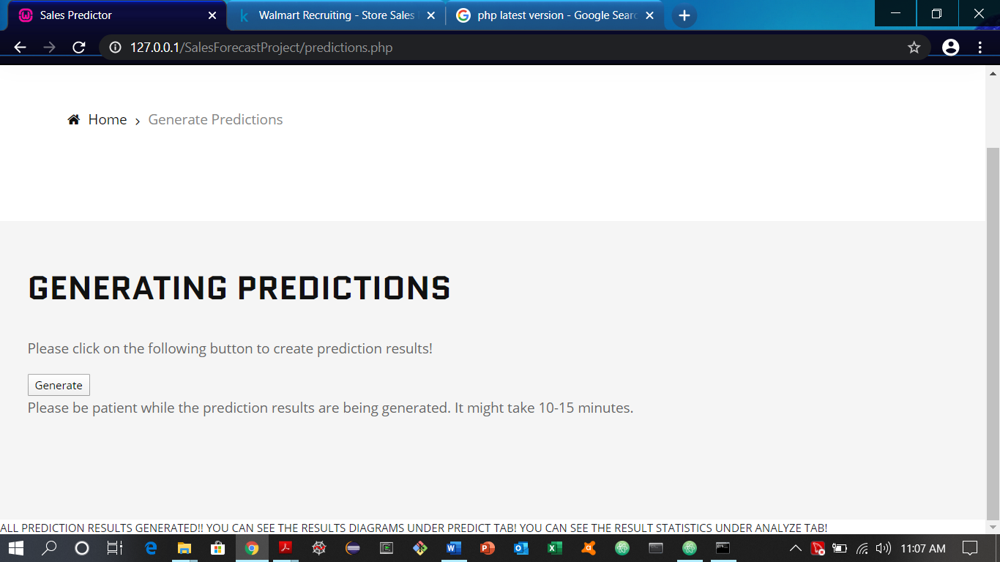 Sales Predictor
Walmart Recruiting - Store Sales
php latest version - Google Searc
127.0.0.1/SalesForecastProject/predictions.php
Home › Generate Predictions
GENERATING PREDICTIONS
Please click on the following button to create prediction results!
Generate
Please be patient while the prediction results are being generated. It might take 10-15 minutes.
ALL PREDICTION RESULTS GENERATED!! YOU CAN SEE THE RESULTS DIAGRAMS UNDER PREDICT TAB! YOU CAN SEE THE RESULT STATISTICS UNDER ANALYZE TAB!
11:07 AM